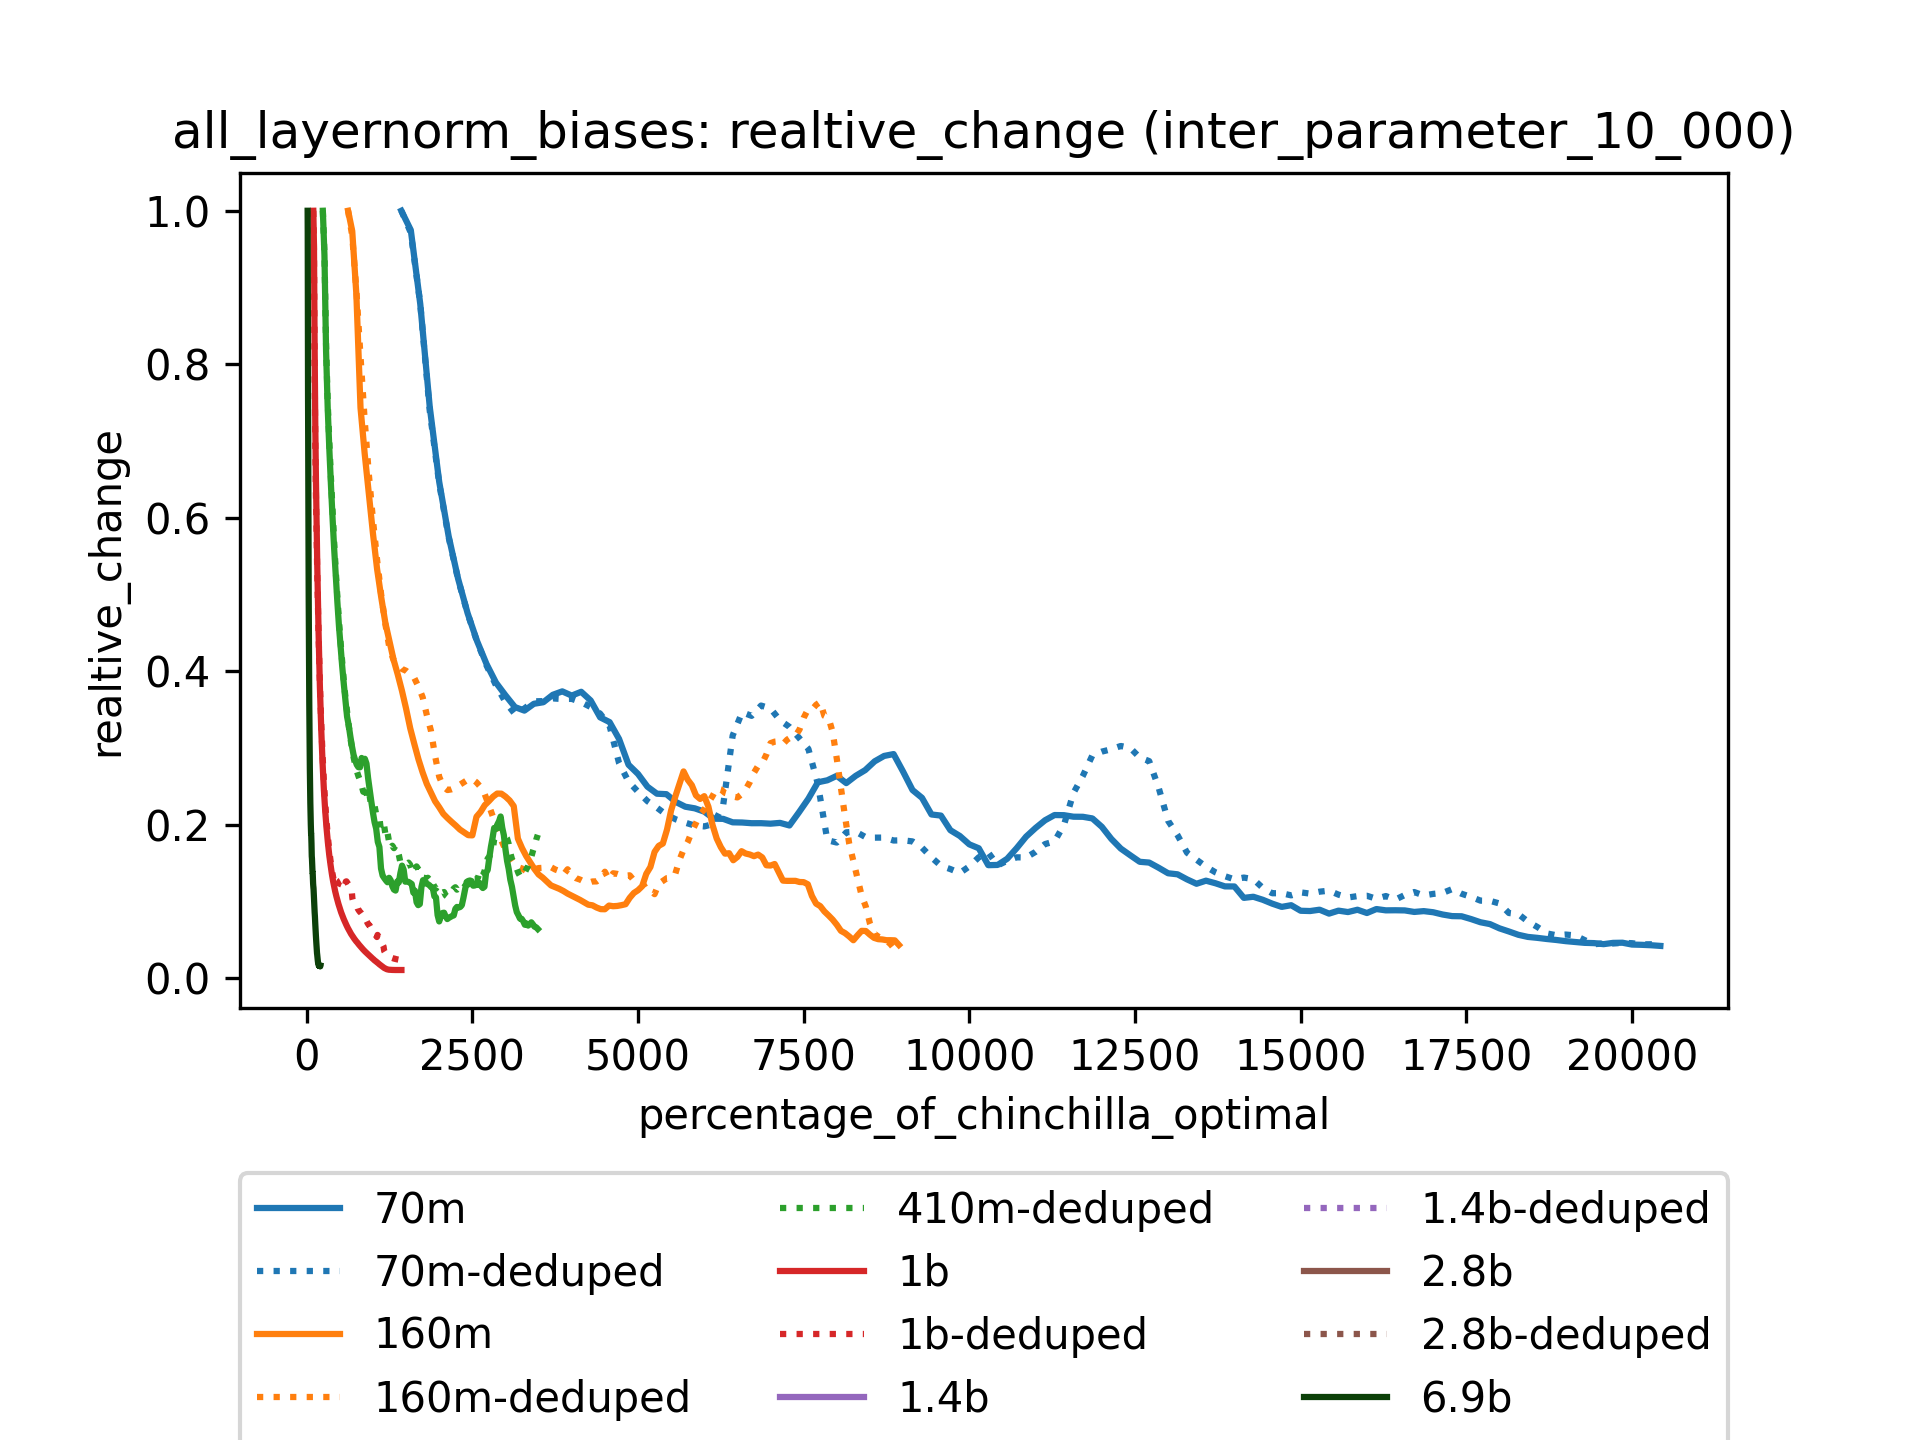 all_layernorm_biases: realtive_change (inter_parameter_10_000)
1.0
0.8
0.6
0.4
0.2
0.0
realtive_change
0 2500 5000 7500 10000 12500 15000 17500 20000
percentage_of_chinchilla_optimal
70m
70m-deduped
160m
160m-deduped
410m-deduped
1b
1b-deduped
1.4b
1.4b-deduped
2.8b
2.8b-deduped
6.9b